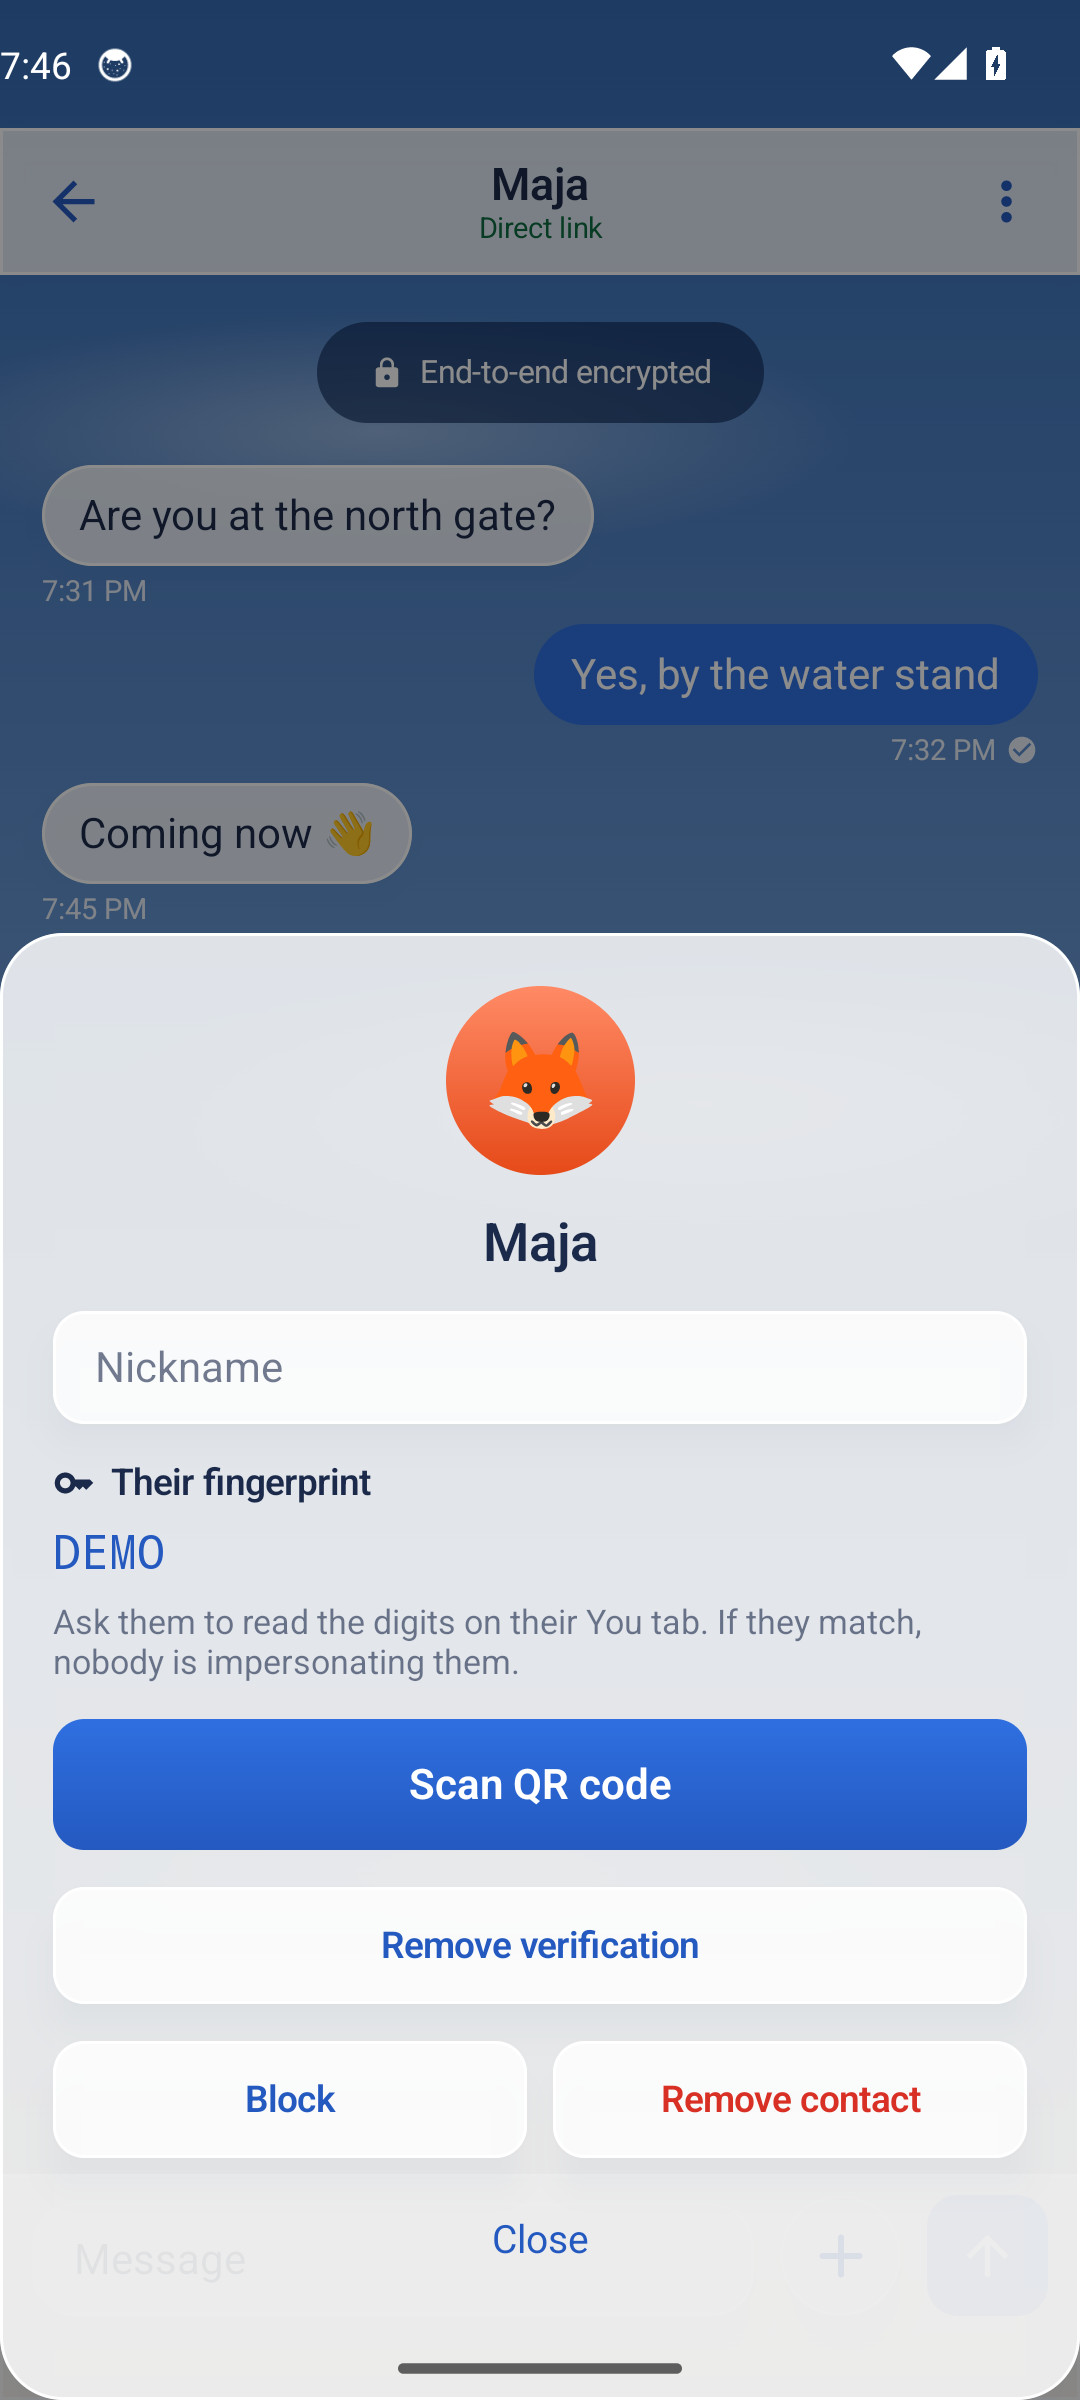 7:46
Maja
Direct link
End-to-end encrypted
Are you at the north gate?
7:31 PM
Yes, by the water stand
7:32 PM
Coming now 👋
7:45 PM
Maja
Nickname
Their fingerprint
DEMO
Ask them to read the digits on their You tab. If they match,
nobody is impersonating them.
Scan QR code
Remove verification
Block
Remove contact
Close
Message